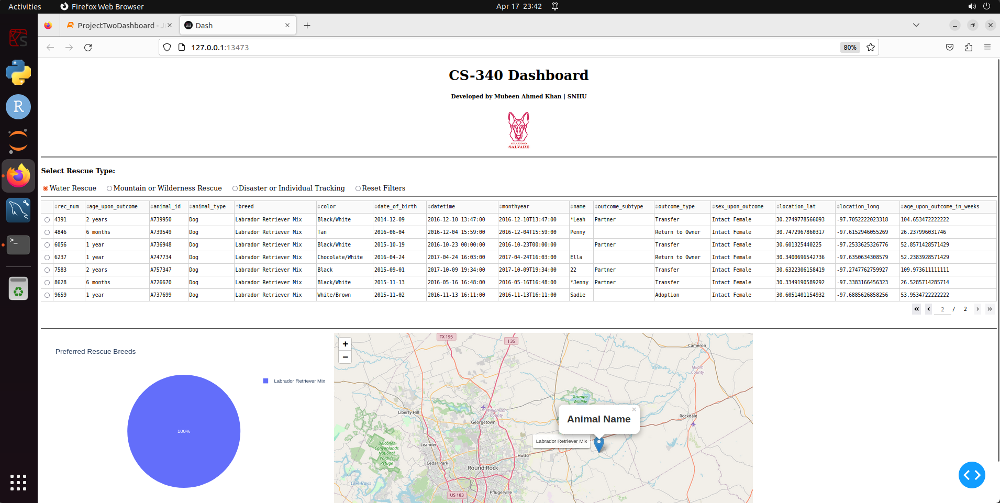 Activities Firefox Web Browser Apr 17 23:42
ProjectTwoDashboard - J Dash
127.0.0.1:13473 80%
CS-340 Dashboard
Developed by Mubeen Ahmed Khan | SNHU
GRAZIOSO
SALVARE
Select Rescue Type:
Water Rescue Mountain or Wilderness Rescue Disaster or Individual Tracking Reset Filters
rec_num age_upon_outcome animal_id animal_type breed color date_of_birth datetime monthyear name outcome_subtype outcome_type sex_upon_outcome location_lat location_long age_upon_outcome_in_weeks
4391 2 years A739950 Dog Labrador Retriever Mix Black/White 2014-12-09 2016-12-10 13:47:00 2016-12-10T13:47:00 *Leah Partner Transfer Intact Female 30.2749778566093 -97.7052222023318 104.653472222222
4846 6 months A739549 Dog Labrador Retriever Mix Tan 2016-06-04 2016-12-04 15:59:00 2016-12-04T15:59:00 Penny Return to Owner Intact Female 30.7472967860317 -97.6152946055269 26.237996031746
6056 1 year A736948 Dog Labrador Retriever Mix Black/White 2015-10-19 2016-10-23 00:00:00 2016-10-23T00:00:00 Partner Transfer Intact Female 30.601325440225 -97.2533625326776 52.8571428571429
6237 1 year A747734 Dog Labrador Retriever Mix Chocolate/White 2016-04-24 2017-04-24 16:03:00 2017-04-24T16:03:00 Ella Return to Owner Intact Female 30.3400696542736 -97.6350634308579 52.2383928571429
7583 2 years A757347 Dog Labrador Retriever Mix Black 2015-09-01 2017-10-09 19:34:00 2017-10-09T19:34:00 22 Partner Transfer Intact Female 30.6322306158419 -97.2747762759927 109.973611111111
8628 6 months A726670 Dog Labrador Retriever Mix Black/White 2015-11-13 2016-05-16 16:48:00 2016-05-16T16:48:00 *Jenny Partner Transfer Intact Female 30.3349190589292 -97.3383166456323 26.5285714285714
9659 1 year A737699 Dog Labrador Retriever Mix White/Brown 2015-11-02 2016-11-13 16:11:00 2016-11-13T16:11:00 Sadie Adoption Intact Female 30.6051401154932 -97.6885626858256 53.9534722222222
« ‹ 2 / 2 › »
Preferred Rescue Breeds
Labrador Retriever Mix
100%
+
−
TX 195
I 35
Cameron
Milam
County
Granger
Wildlife
Liberty Hill
Williamson
County
Georgetown
Rockdale
Animal Name
×
Labrador Retriever Mix
Leander
Balcones
Canyonlands
National
Wildlife
Refuge
Hutto
Cedar Park
Round Rock
Lake Travis
US 183
Pflugerville